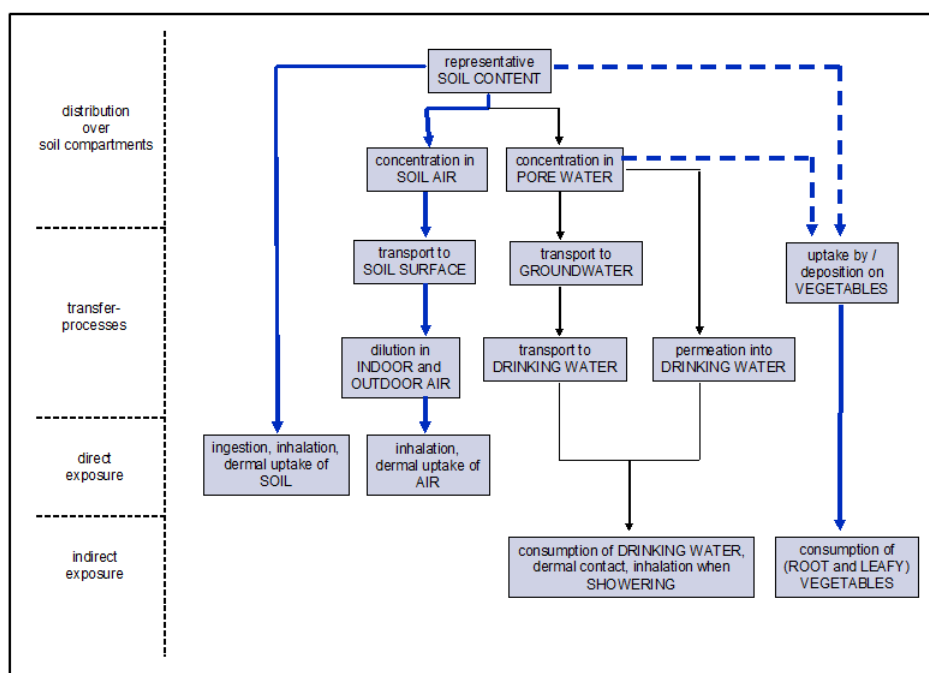 representative
SOIL CONTENT
distribution
over
soil compartments
concentration in
SOIL AIR
concentration in
PORE WATER
transport to
SOIL SURFACE
transport to
GROUNDWATER
uptake by /
deposition on
VEGETABLES
transfer-
processes
dilution in
INDOOR and
OUTDOOR AIR
transport to
DRINKING WATER
permeation into
DRINKING WATER
direct
exposure
ingestion, inhalation,
dermal uptake of
SOIL
inhalation,
dermal uptake of
AIR
indirect
exposure
consumption of DRINKING WATER,
dermal contact, inhalation when
SHOWERING
consumption of
(ROOT and LEAFY)
VEGETABLES